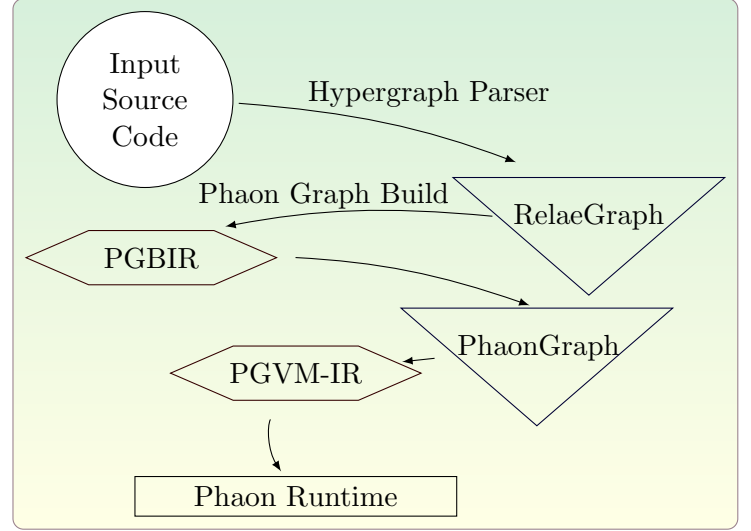 Input
Source
Code
Hypergraph Parser
Phaon Graph Build
RelaeGraph
PGBIR
PhaonGraph
PGVM-IR
Phaon Runtime